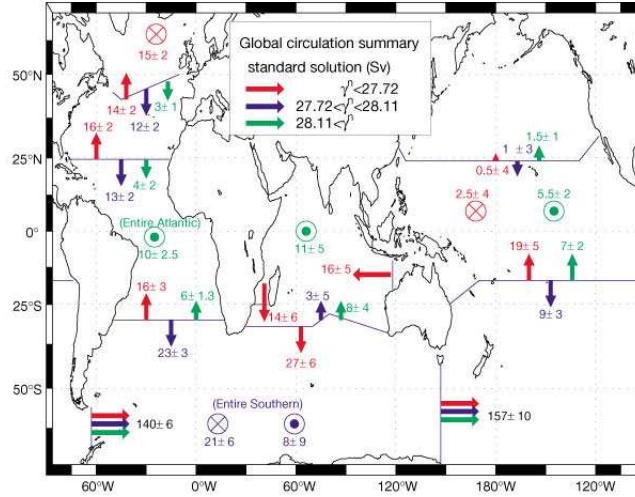 Global circulation summary
standard solution (Sv)
γⁿ<27.72
27.72<γⁿ<28.11
28.11<γⁿ
15± 2
50°N
14± 2
12± 2
3± 1
16± 2
25°N
13± 2
4± 2
1.5± 1
1 ± 3
0.5± 4
(Entire Atlantic)
10± 2.5
0°
11± 5
2.5± 4
5.5± 2
16± 5
19± 5
7± 2
9± 3
16± 3
6± 1.3
25°S
23± 3
14± 6
3± 5
8± 4
27± 6
50°S
140± 6
(Entire Southern)
21± 6
8± 9
157± 10
60°W
0°W
60°E
120°E
180°W
120°W